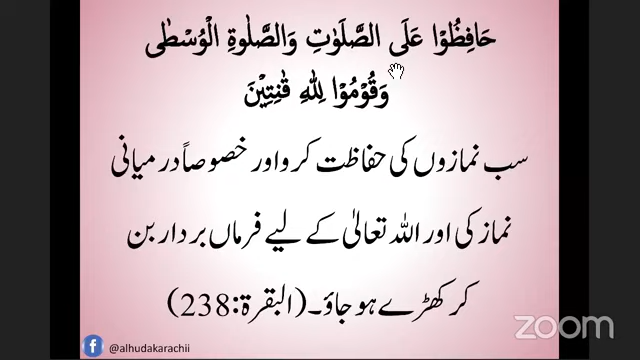 حَافِظُوْا عَلَى الصَّلَوٰتِ وَالصَّلٰوةِ الْوُسْطٰى
وَقُوْمُوْا لِلّٰهِ قٰنِتِيْنَ
سب نمازوں کی حفاظت کرو اور خصوصاً درمیانی
نماز کی اور اللہ تعالیٰ کے لیے فرماں بردار بن
کر کھڑے ہو جاؤ۔ (البقرۃ:238)
@alhudakarachii
zoom